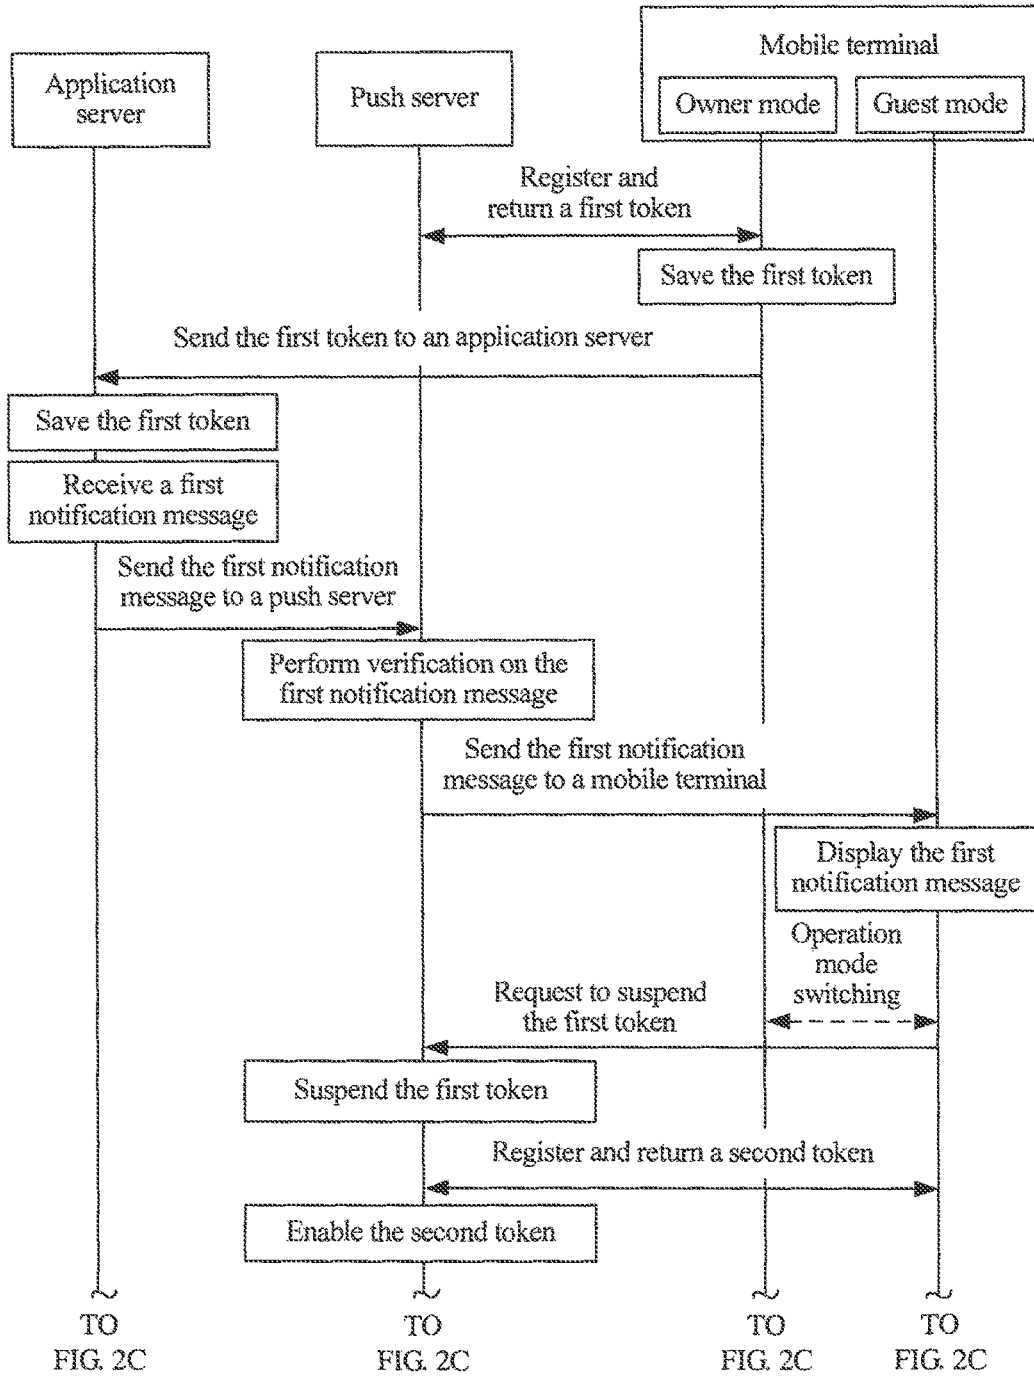 Application
server
Push server
Mobile terminal
Owner mode
Guest mode
Register and
return a first token
Save the first token
Send the first token to an application server
Save the first token
Receive a first
notification message
Send the first notification
message to a push server
Perform verification on the
first notification message
Send the first notification
message to a mobile terminal
Display the first
notification message
Operation
mode
switching
Request to suspend
the first token
Suspend the first token
Register and return a second token
Enable the second token
TO
FIG. 2C
TO
FIG. 2C
TO
FIG. 2C
TO
FIG. 2C